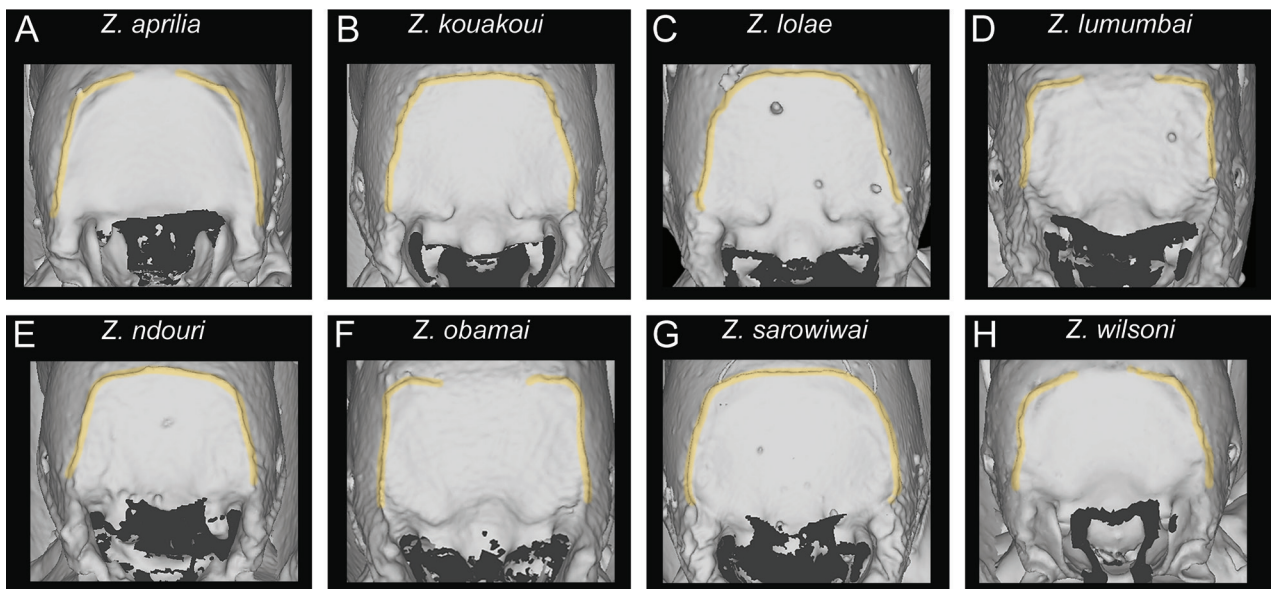 A Z. aprilia
B Z. kouakoui
C Z. lolae
D Z. lumumbai
E Z. ndouri
F Z. obamai
G Z. sarowiwai
H Z. wilsoni